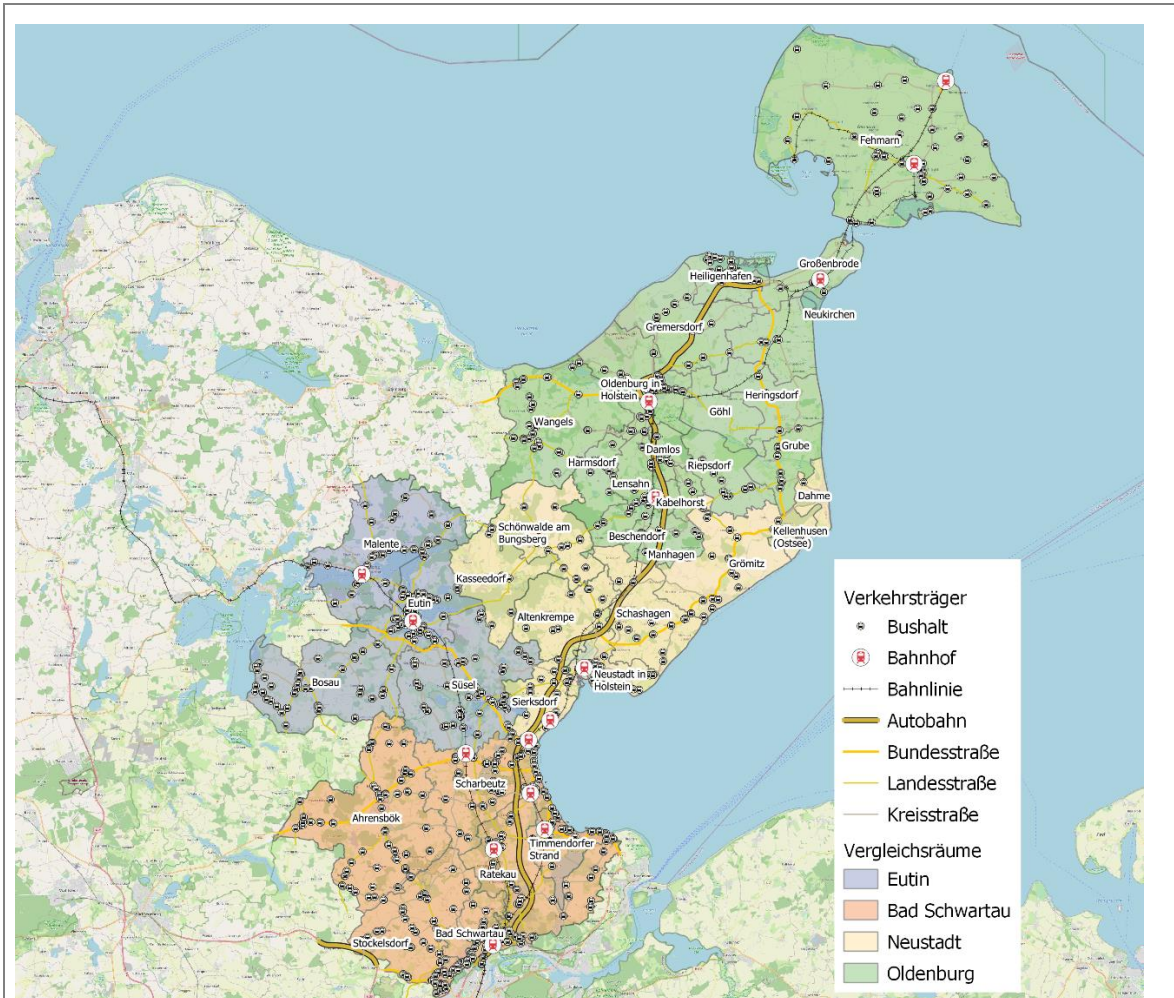 Fehmarn
Großenbrode
Heiligenhafen
Neukirchen
Gremersdorf
Oldenburg in
Holstein
Heringsdorf
Göhl
Wangels
Damlos
Grube
Harmsdorf
Riepsdorf
Lensahn
Kabelhorst
Dahme
Schönwalde am
Bungsberg
Beschendorf
Kellenhusen
(Ostsee)
Malente
Manhagen
Grömitz
Kasseedorf
Eutin
Altenkrempe
Schashagen
Bosau
Süsel
Neustadt in
Holstein
Sierksdorf
Scharbeutz
Ahrensbök
Timmendorfer
Strand
Ratekau
Bad Schwartau
Stockelsdorf
Verkehrsträger
Bushalt
Bahnhof
Bahnlinie
Autobahn
Bundesstraße
Landesstraße
Kreisstraße
Vergleichsräume
Eutin
Bad Schwartau
Neustadt
Oldenburg